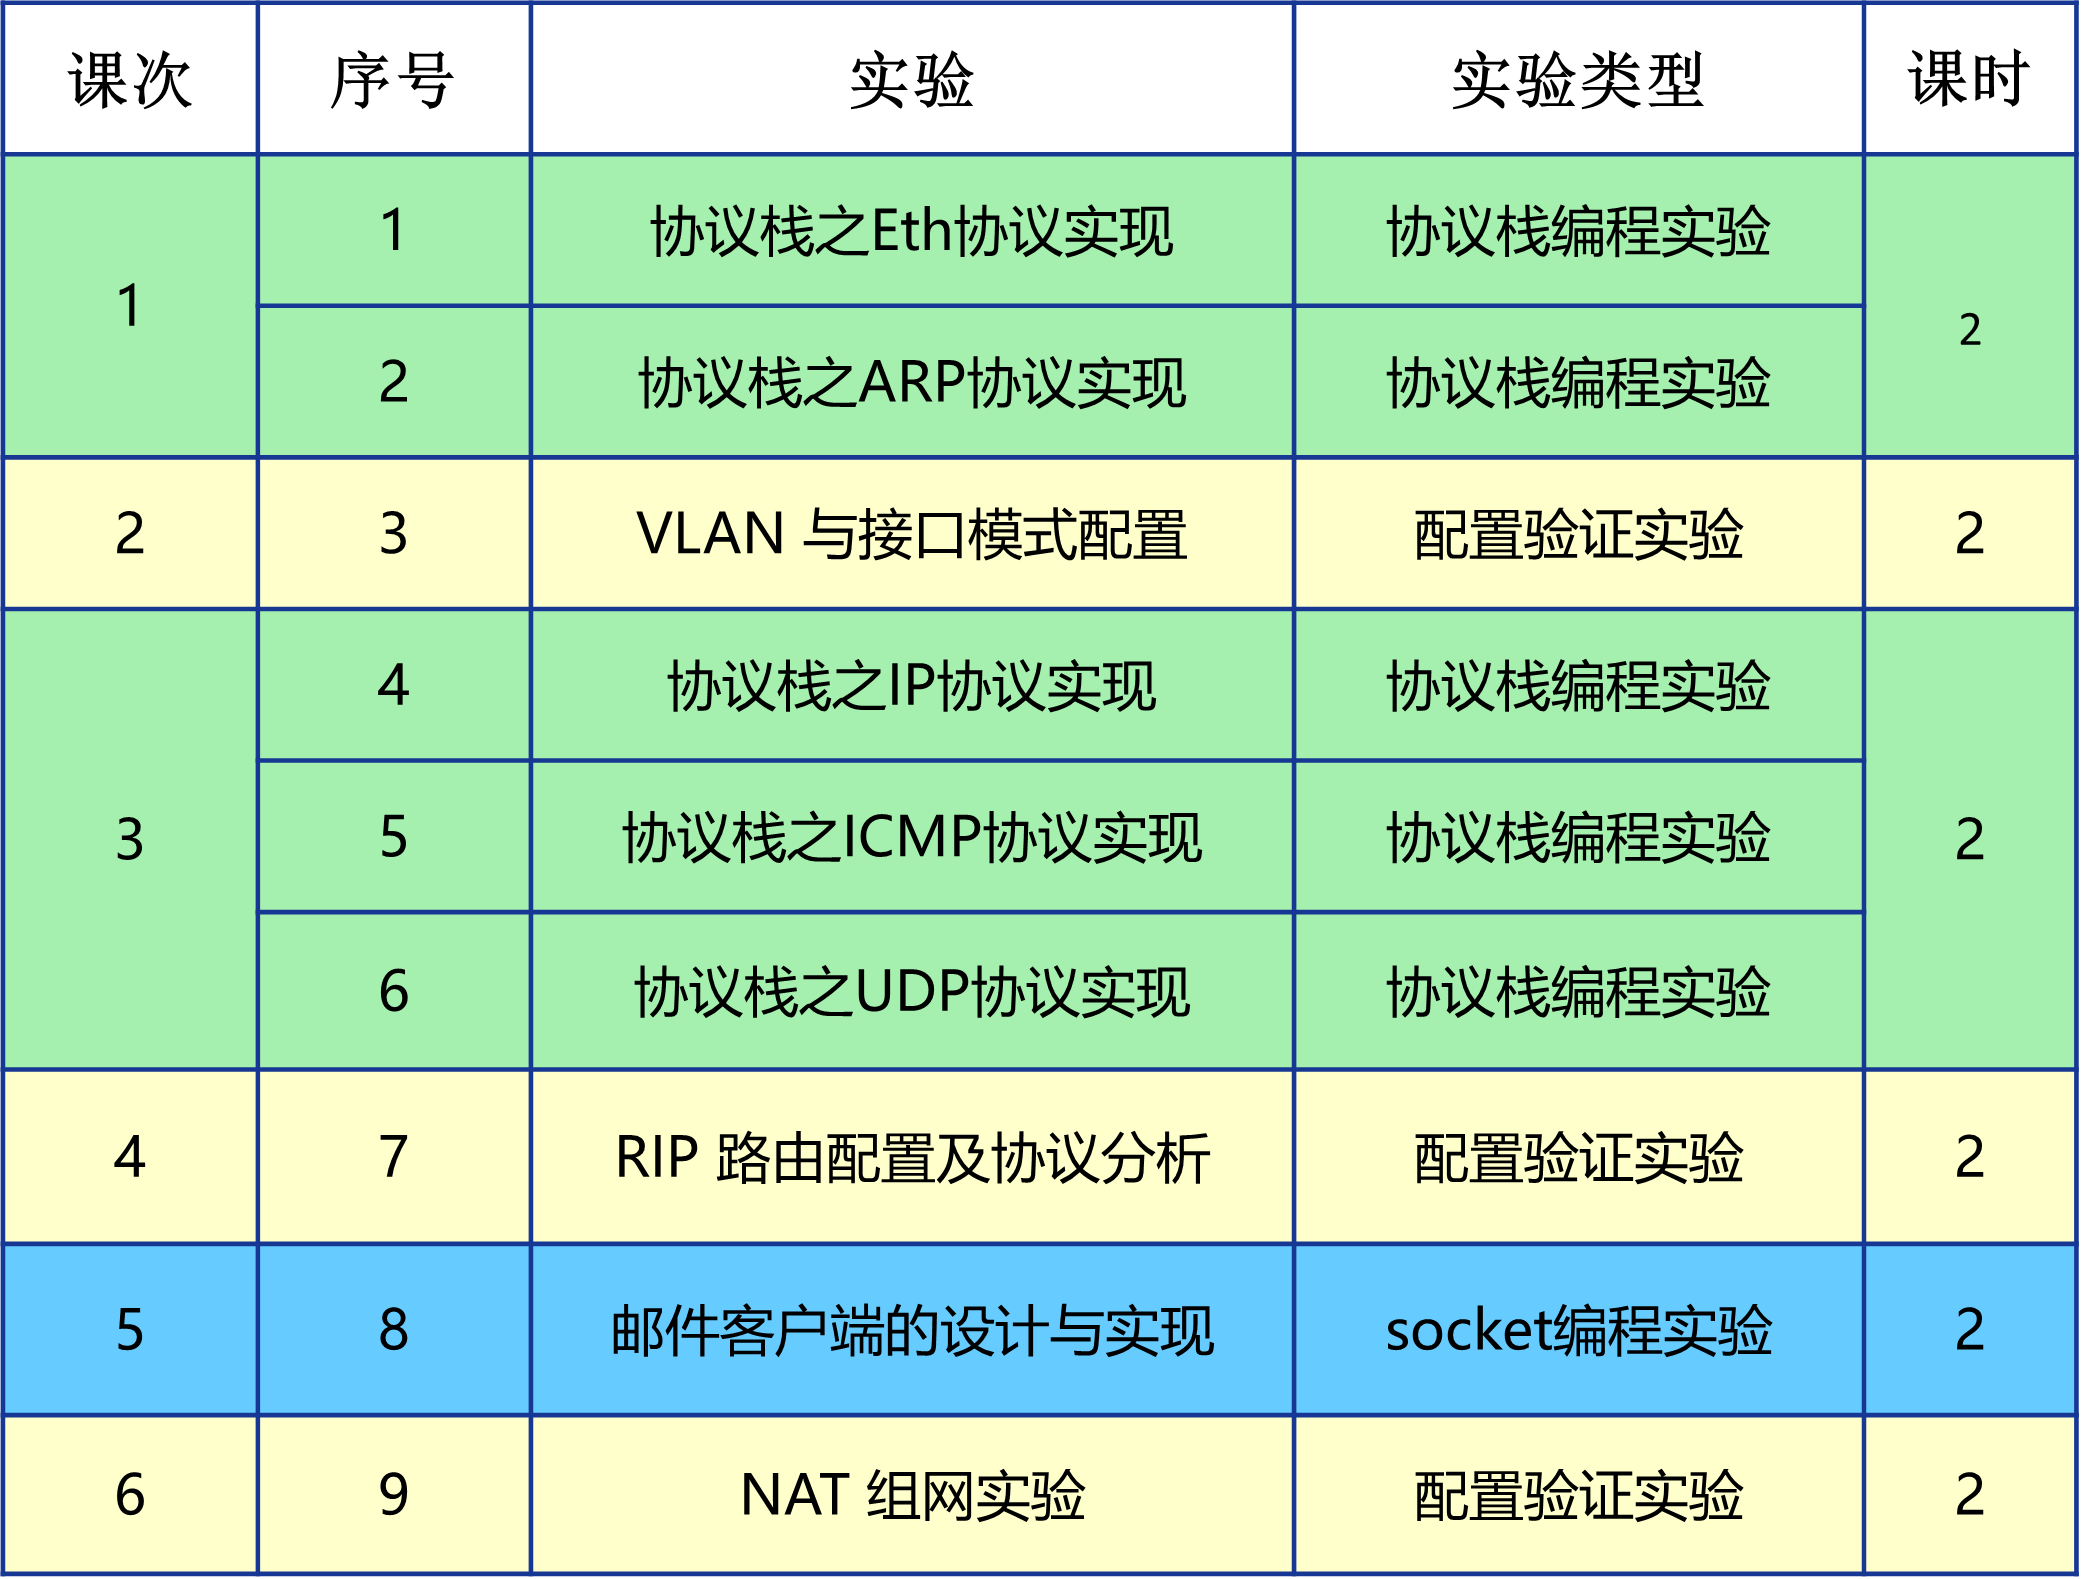 课次 序号 实验 实验类型 课时
1 1 协议栈之Eth协议实现 协议栈编程实验 2
2 协议栈之ARP协议实现 协议栈编程实验
2 3 VLAN 与接口模式配置 配置验证实验 2
3 4 协议栈之IP协议实现 协议栈编程实验 2
5 协议栈之ICMP协议实现 协议栈编程实验
6 协议栈之UDP协议实现 协议栈编程实验
4 7 RIP 路由配置及协议分析 配置验证实验 2
5 8 邮件客户端的设计与实现 socket编程实验 2
6 9 NAT 组网实验 配置验证实验 2